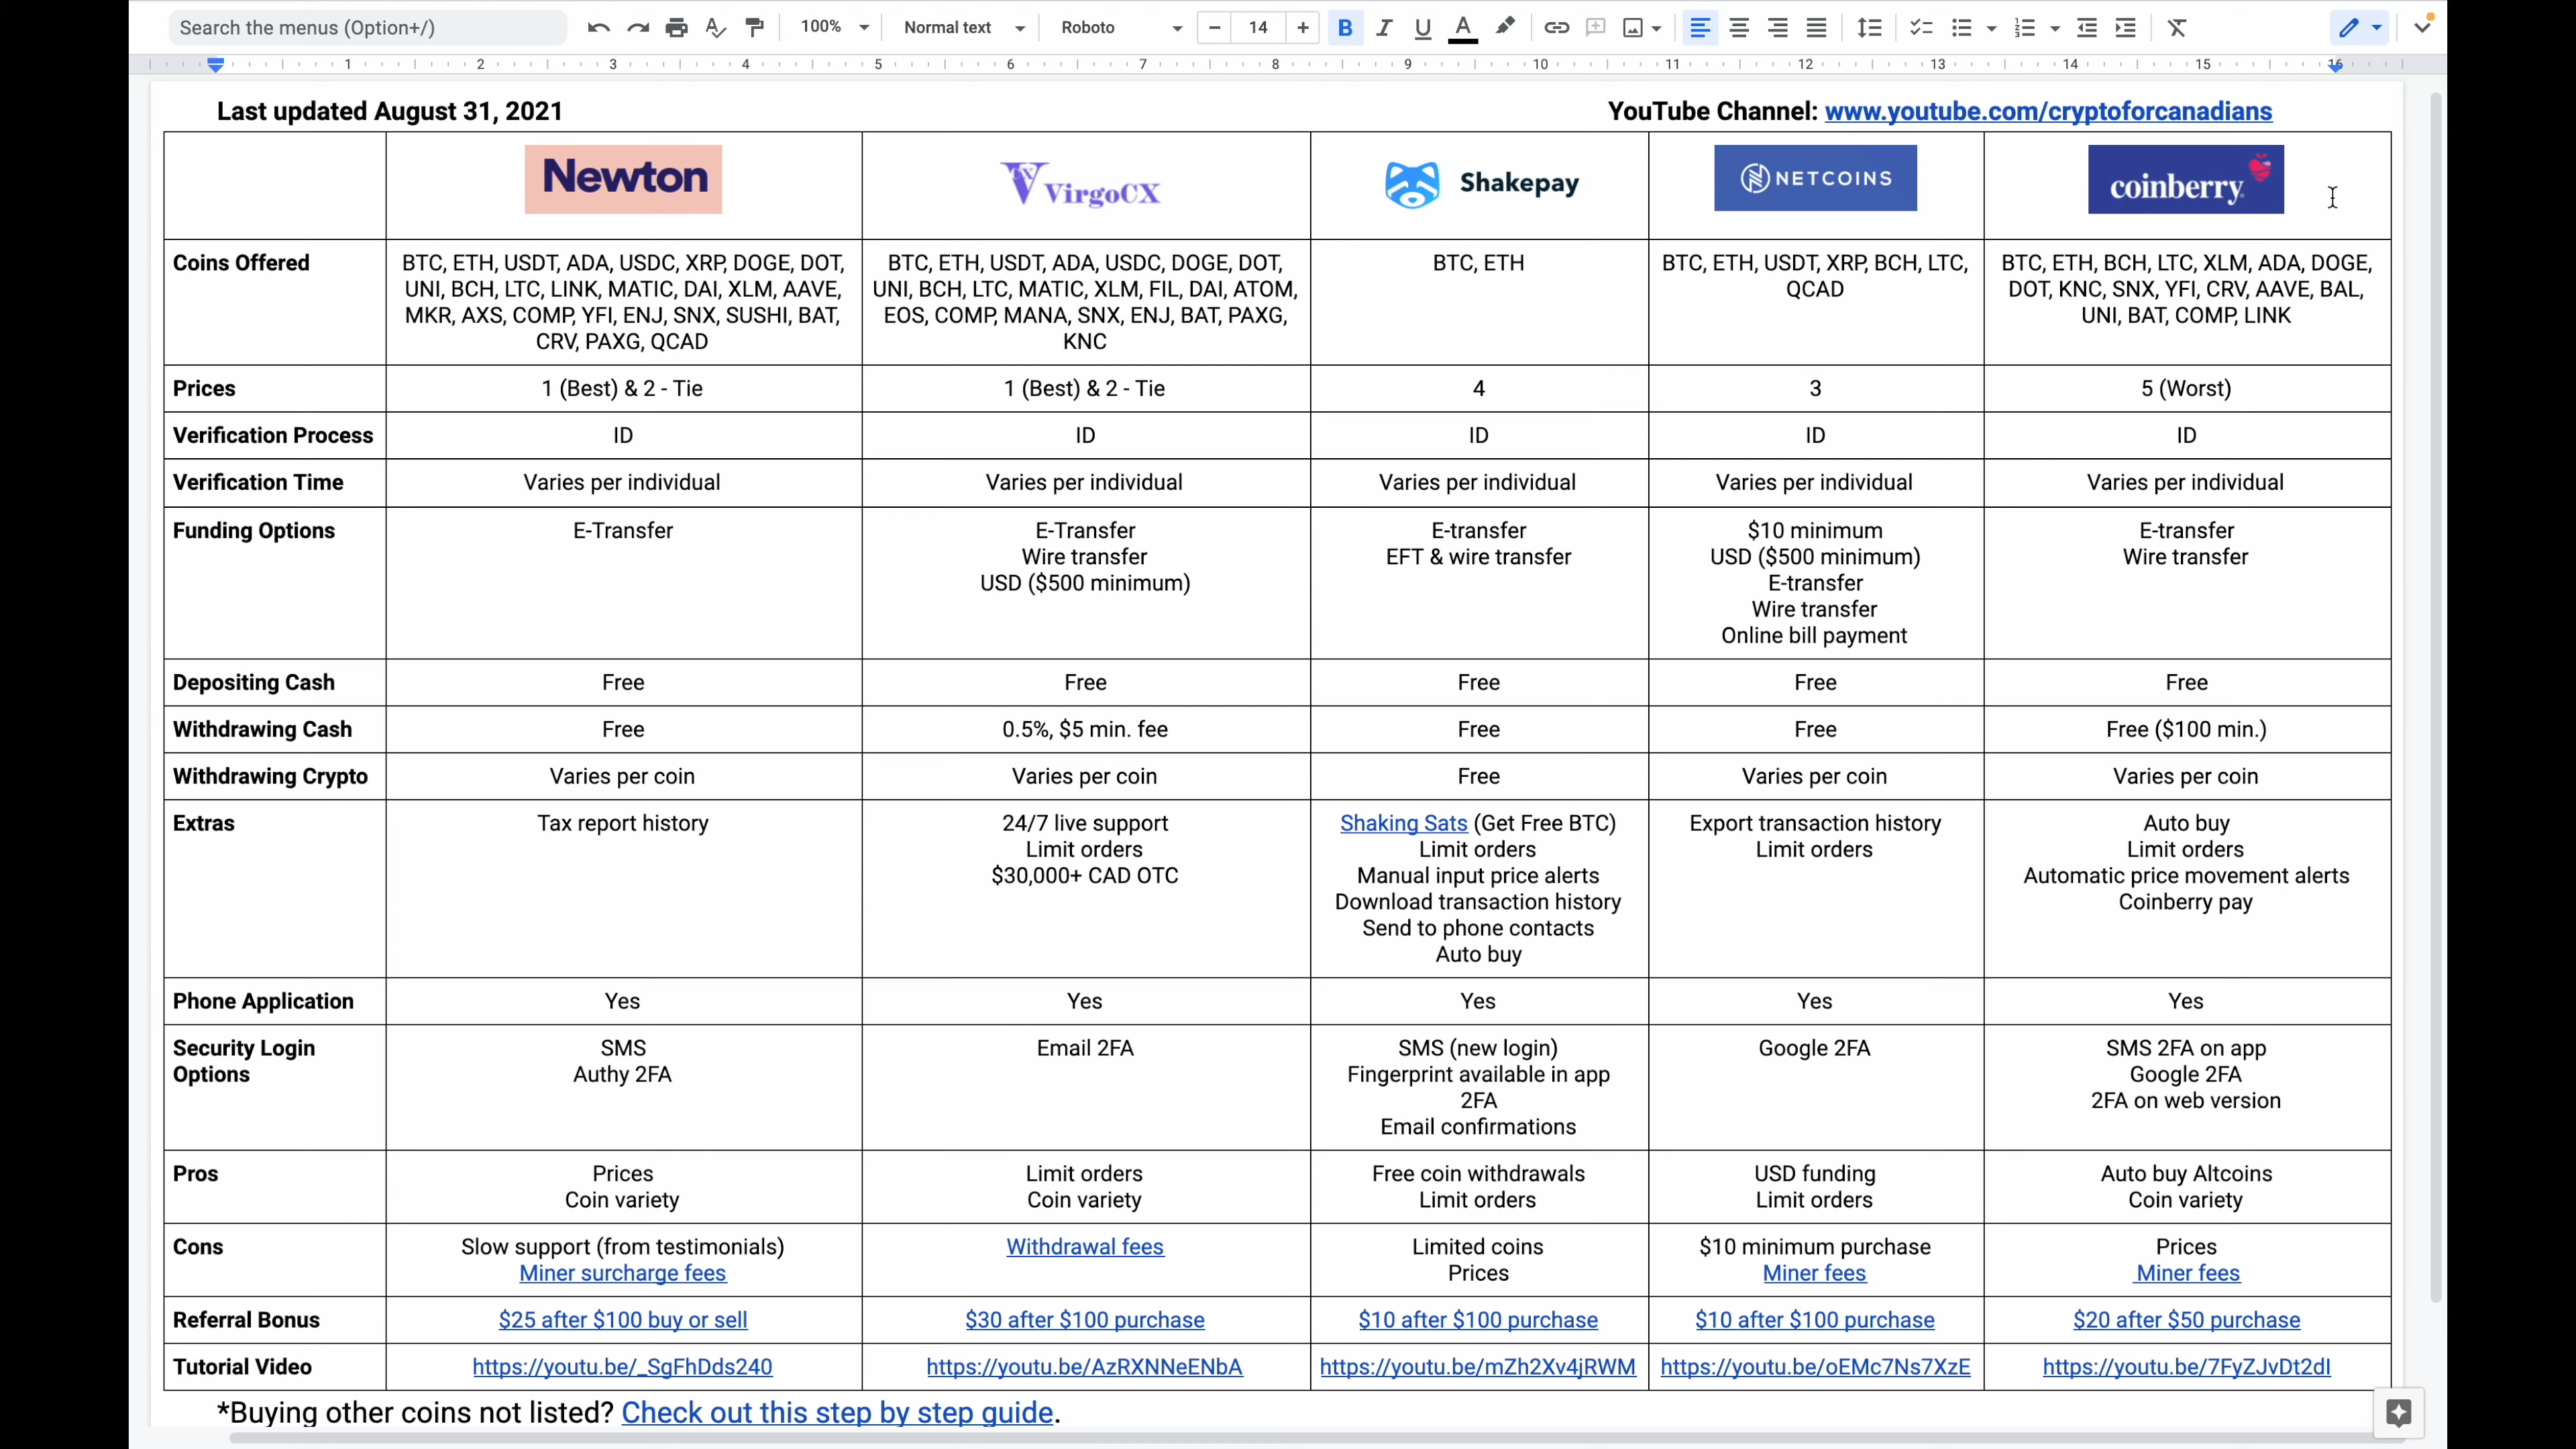 Search the menus (Option+/)
100%
Normal text
Roboto
− 14 +
B I U A
1 2 3 4 5 6 7 8 9 10 11 12 13 14 15 16
Last updated August 31, 2021
YouTube Channel: www.youtube.com/cryptoforcanadians
Newton
VirgoCX
Shakepay
NETCOINS
coinberry
Coins Offered
BTC, ETH, USDT, ADA, USDC, XRP, DOGE, DOT,
UNI, BCH, LTC, LINK, MATIC, DAI, XLM, AAVE,
MKR, AXS, COMP, YFI, ENJ, SNX, SUSHI, BAT,
CRV, PAXG, QCAD
BTC, ETH, USDT, ADA, USDC, DOGE, DOT,
UNI, BCH, LTC, MATIC, XLM, FIL, DAI, ATOM,
EOS, COMP, MANA, SNX, ENJ, BAT, PAXG,
KNC
BTC, ETH
BTC, ETH, USDT, XRP, BCH, LTC,
QCAD
BTC, ETH, BCH, LTC, XLM, ADA, DOGE,
DOT, KNC, SNX, YFI, CRV, AAVE, BAL,
UNI, BAT, COMP, LINK
Prices
1 (Best) & 2 - Tie
1 (Best) & 2 - Tie
4
3
5 (Worst)
Verification Process
ID
ID
ID
ID
ID
Verification Time
Varies per individual
Varies per individual
Varies per individual
Varies per individual
Varies per individual
Funding Options
E-Transfer
E-Transfer
Wire transfer
USD ($500 minimum)
E-transfer
EFT & wire transfer
$10 minimum
USD ($500 minimum)
E-transfer
Wire transfer
Online bill payment
E-transfer
Wire transfer
Depositing Cash
Free
Free
Free
Free
Free
Withdrawing Cash
Free
0.5%, $5 min. fee
Free
Free
Free ($100 min.)
Withdrawing Crypto
Varies per coin
Varies per coin
Free
Varies per coin
Varies per coin
Extras
Tax report history
24/7 live support
Limit orders
$30,000+ CAD OTC
Shaking Sats (Get Free BTC)
Limit orders
Manual input price alerts
Download transaction history
Send to phone contacts
Auto buy
Export transaction history
Limit orders
Auto buy
Limit orders
Automatic price movement alerts
Coinberry pay
Phone Application
Yes
Yes
Yes
Yes
Yes
Security Login
Options
SMS
Authy 2FA
Email 2FA
SMS (new login)
Fingerprint available in app
2FA
Email confirmations
Google 2FA
SMS 2FA on app
Google 2FA
2FA on web version
Pros
Prices
Coin variety
Limit orders
Coin variety
Free coin withdrawals
Limit orders
USD funding
Limit orders
Auto buy Altcoins
Coin variety
Cons
Slow support (from testimonials)
Miner surcharge fees
Withdrawal fees
Limited coins
Prices
$10 minimum purchase
Miner fees
Prices
Miner fees
Referral Bonus
$25 after $100 buy or sell
$30 after $100 purchase
$10 after $100 purchase
$10 after $100 purchase
$20 after $50 purchase
Tutorial Video
https://youtu.be/_SgFhDds240
https://youtu.be/AzRXNNeENbA
https://youtu.be/mZh2Xv4jRWM
https://youtu.be/oEMc7Ns7XzE
https://youtu.be/7FyZJvDt2dI
*Buying other coins not listed? Check out this step by step guide.